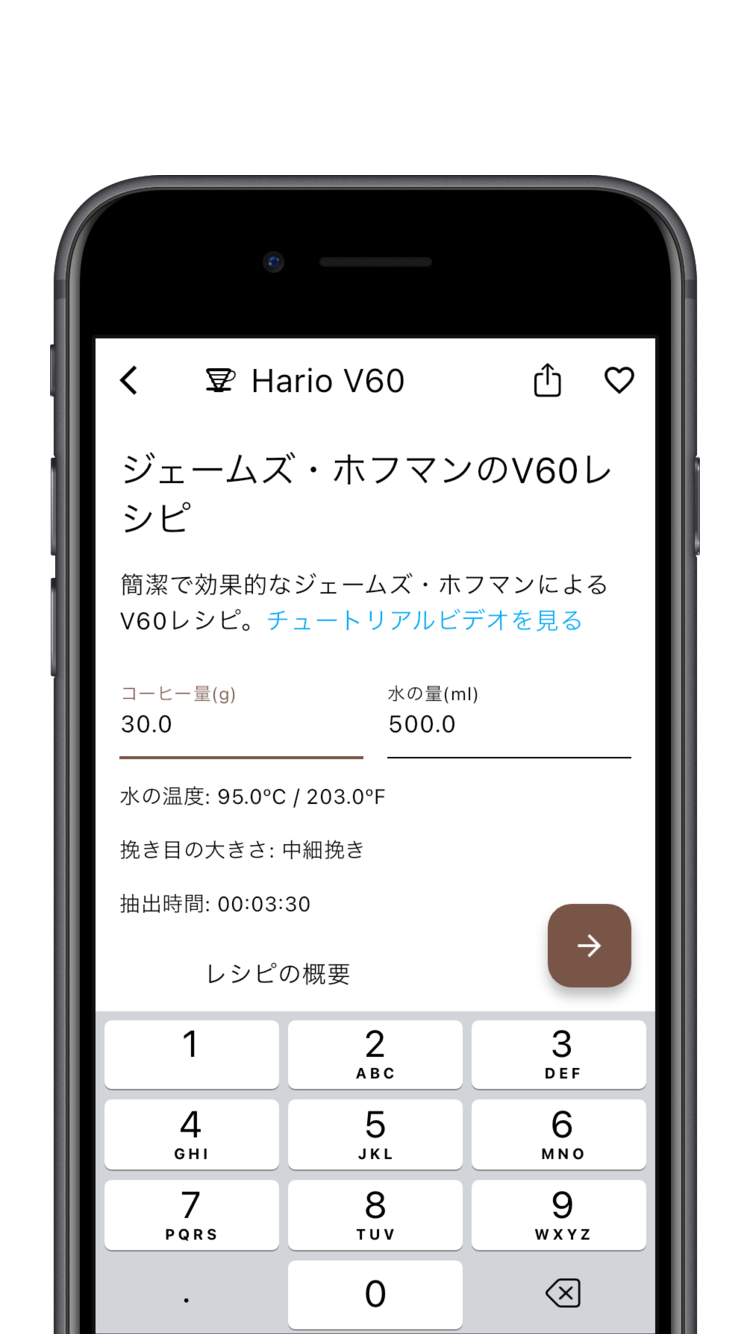 Hario V60
ジェームズ・ホフマンのV60レ
シピ
簡潔で効果的なジェームズ・ホフマンによる
V60レシピ。チュートリアルビデオを見る
コーヒー量(g) 水の量(ml)
30.0 500.0
水の温度: 95.0ºC / 203.0ºF
挽き目の大きさ: 中細挽き
抽出時間: 00:03:30
レシピの概要
1 2 3
ABC DEF
4 5 6
GHI JKL MNO
7 8 9
PQRS TUV WXYZ
. 0